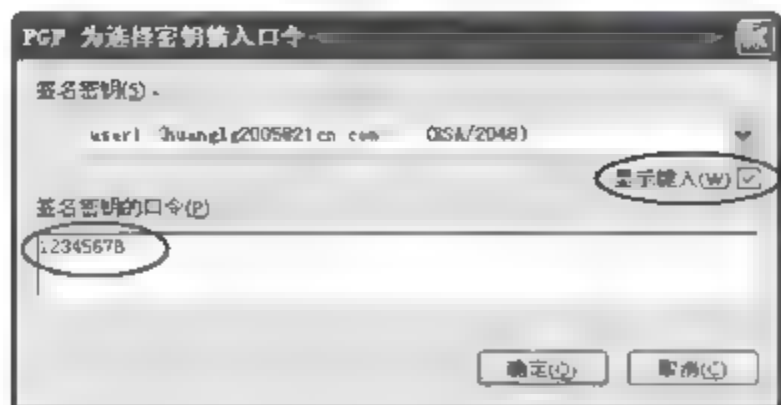 PGP 为选择密钥输入口令
签名密钥(S)
user1 (RSA/2048)
显示键入(W)
签名密钥的口令(P)
12345678
确定(O)
取消(C)